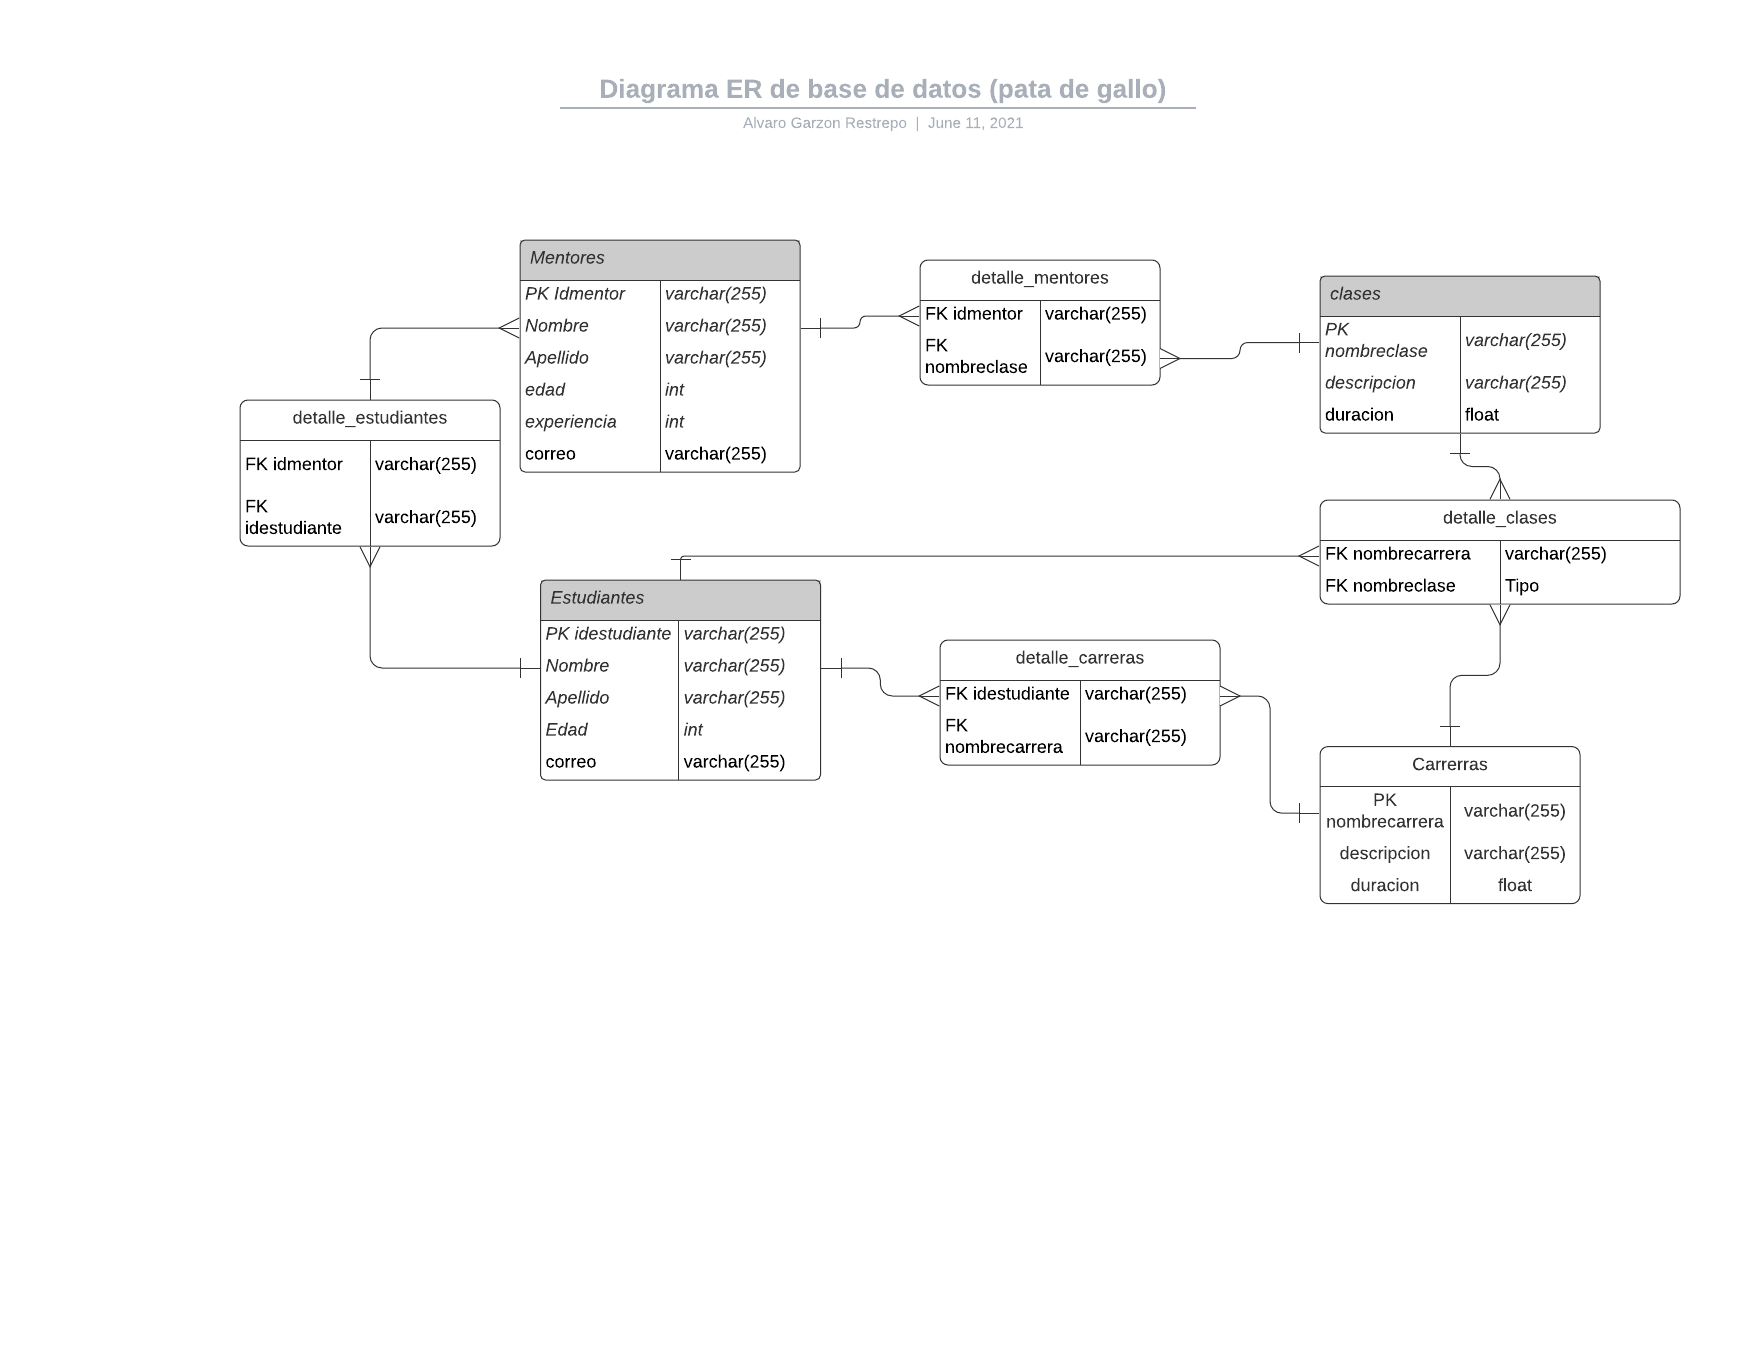 Diagrama ER de base de datos (pata de gallo)
Alvaro Garzon Restrepo | June 11, 2021
Mentores
PK Idmentor varchar(255)
Nombre varchar(255)
Apellido varchar(255)
edad int
experiencia int
correo varchar(255)
detalle_mentores
FK idmentor varchar(255)
FK
nombreclase varchar(255)
clases
PK
nombreclase varchar(255)
descripcion varchar(255)
duracion float
detalle_estudiantes
FK idmentor varchar(255)
FK
idestudiante varchar(255)
detalle_clases
FK nombrecarrera varchar(255)
FK nombreclase Tipo
Estudiantes
PK idestudiante varchar(255)
Nombre varchar(255)
Apellido varchar(255)
Edad int
correo varchar(255)
detalle_carreras
FK idestudiante varchar(255)
FK
nombrecarrera varchar(255)
Carrerras
PK
nombrecarrera varchar(255)
descripcion varchar(255)
duracion float